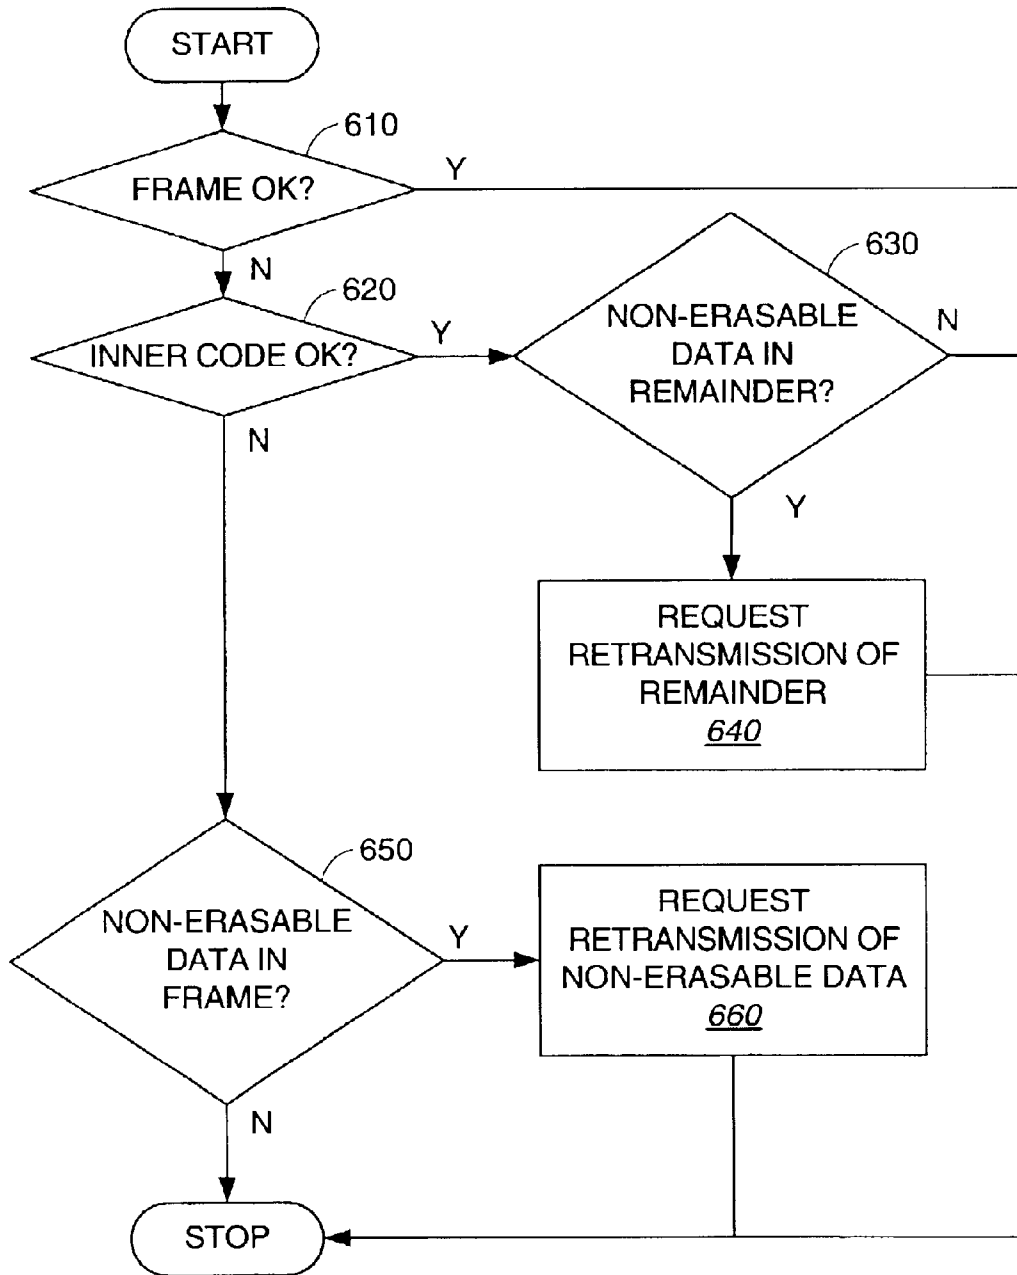 START
610
FRAME OK?
Y
N
620
INNER CODE OK?
Y
N
630
NON-ERASABLE
DATA IN
REMAINDER?
N
Y
REQUEST
RETRANSMISSION OF
REMAINDER
640
650
NON-ERASABLE
DATA IN
FRAME?
Y
N
REQUEST
RETRANSMISSION OF
NON-ERASABLE DATA
660
STOP